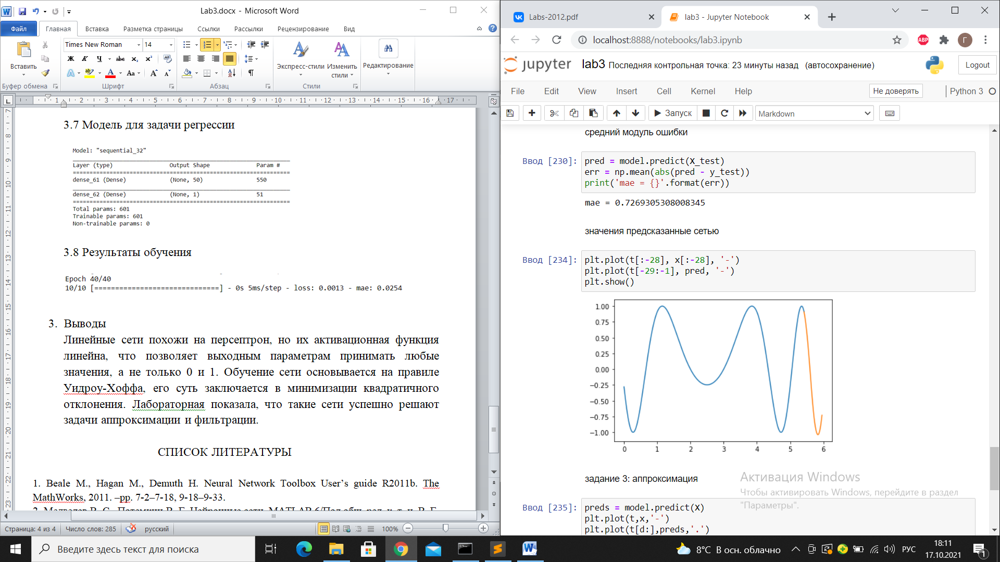 Lab3.docx - Microsoft Word
Файл
Главная
Вставка
Разметка страницы
Ссылки
Рассылки
Рецензирование
Вид
Times New Roman
14
Вставить
Экспресс-стили
Изменить стили
Редактирование
Буфер обмена
Шрифт
Абзац
Стили
3.7 Модель для задачи регрессии
Model: "sequential_32"
Layer (type) Output Shape Param #
dense_61 (Dense) (None, 50) 550
dense_62 (Dense) (None, 1) 51
Total params: 601
Trainable params: 601
Non-trainable params: 0
3.8 Результаты обучения
Epoch 40/40
10/10 [==============================] - 0s 5ms/step - loss: 0.0013 - mae: 0.0254
3. Выводы
Линейные сети похожи на персептрон, но их активационная функция
линейна, что позволяет выходным параметрам принимать любые
значения, а не только 0 и 1. Обучение сети основывается на правиле
Уидроу-Хоффа, его суть заключается в минимизации квадратичного
отклонения. Лабораторная показала, что такие сети успешно решают
задачи аппроксимации и фильтрации.
СПИСОК ЛИТЕРАТУРЫ
1. Beale M., Hagan M., Demuth H. Neural Network Toolbox User’s guide R2011b. The
MathWorks, 2011. –pp. 7-2–7-18, 9-18–9-33.
Страница: 4 из 4
Число слов: 285
русский
100%
Labs-2012.pdf
lab3 - Jupyter Notebook
localhost:8888/notebooks/lab3.ipynb
ABP
Г
jupyter lab3 Последняя контрольная точка: 23 минуты назад (автосохранение)
Logout
File
Edit
View
Insert
Cell
Kernel
Help
Не доверять
Python 3
Запуск
Markdown
средний модуль ошибки
Ввод [230]:
pred = model.predict(X_test)
err = np.mean(abs(pred - y_test))
print('mae = {}'.format(err))
mae = 0.7269305308008345
значения предсказанные сетью
Ввод [234]:
plt.plot(t[:-28], x[:-28], '-')
plt.plot(t[-29:-1], pred, '-')
plt.show()
1.00
0.75
0.50
0.25
0.00
−0.25
−0.50
−0.75
−1.00
0 1 2 3 4 5 6
задание 3: аппроксимация
Активация Windows
Чтобы активировать Windows, перейдите в раздел
"Параметры".
Ввод [235]:
preds = model.predict(X)
plt.plot(t,x,'-')
plt.plot(t[d:],preds,'.')
Введите здесь текст для поиска
8°C В осн. облачно
РУС
18:11
17.10.2021
1